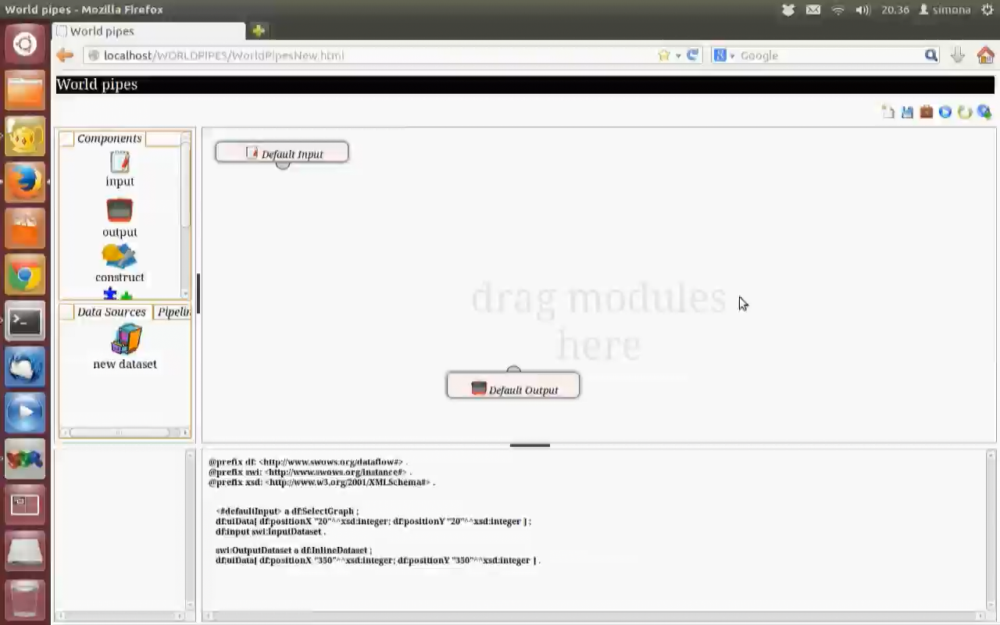 World pipes - Mozilla Firefox
20.36 simona
World pipes
localhost/WORLDPIPES/WorldPipesNew.html
Google
World pipes
Components
input
output
construct
Data Sources
new dataset
Default Input
drag modules
here
Default Output
@prefix df: <http://www.swows.org/dataflow#> .
@prefix swi: <http://www.swows.org/instance#> .
@prefix xsd: <http://www.w3.org/2001/XMLSchema#> .
<#defaultInput> a df:SelectGraph ;
df:uiData[ df:positionX "20"^^xsd:integer; df:positionY "20"^^xsd:integer ] ;
df:input swi:InputDataset .
swi:OutputDataset a df:InlineDataset ;
df:uiData[ df:positionX "350"^^xsd:integer; df:positionY "350"^^xsd:integer ] .